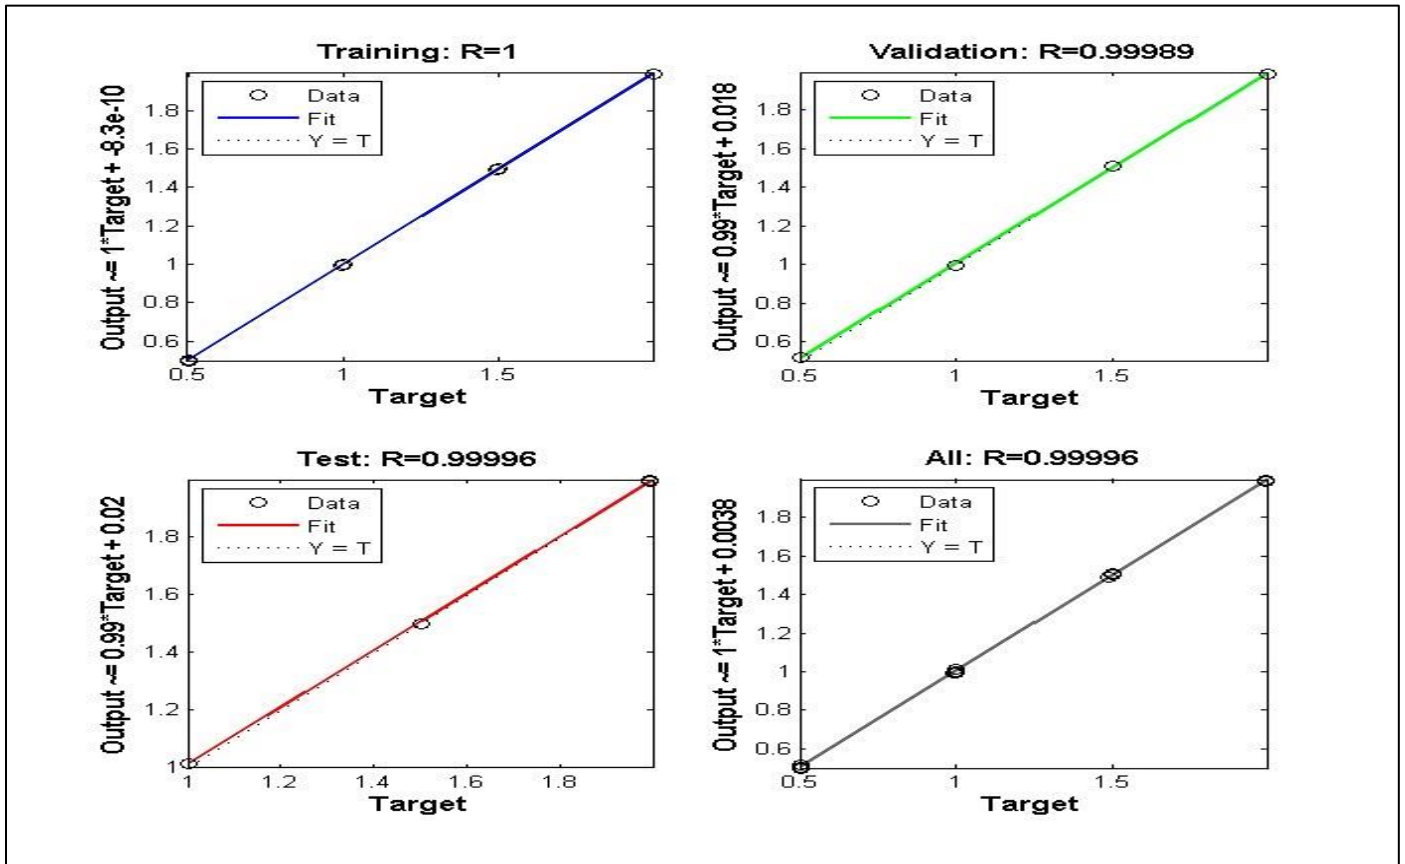 Training: R=1
Output ~= 1*Target + -8.3e-10
Data
Fit
Y = T
1.8
1.6
1.4
1.2
1
0.8
0.6
0.5
1
1.5
Target
Validation: R=0.99989
Output ~= 0.99*Target + 0.018
Data
Fit
Y = T
1.8
1.6
1.4
1.2
1
0.8
0.6
0.5
1
1.5
Target
Test: R=0.99996
Output ~= 0.99*Target + 0.02
Data
Fit
Y = T
1.8
1.6
1.4
1.2
1
1
1.2
1.4
1.6
1.8
Target
All: R=0.99996
Output ~= 1*Target + 0.0038
Data
Fit
Y = T
1.8
1.6
1.4
1.2
1
0.8
0.6
0.5
1
1.5
Target